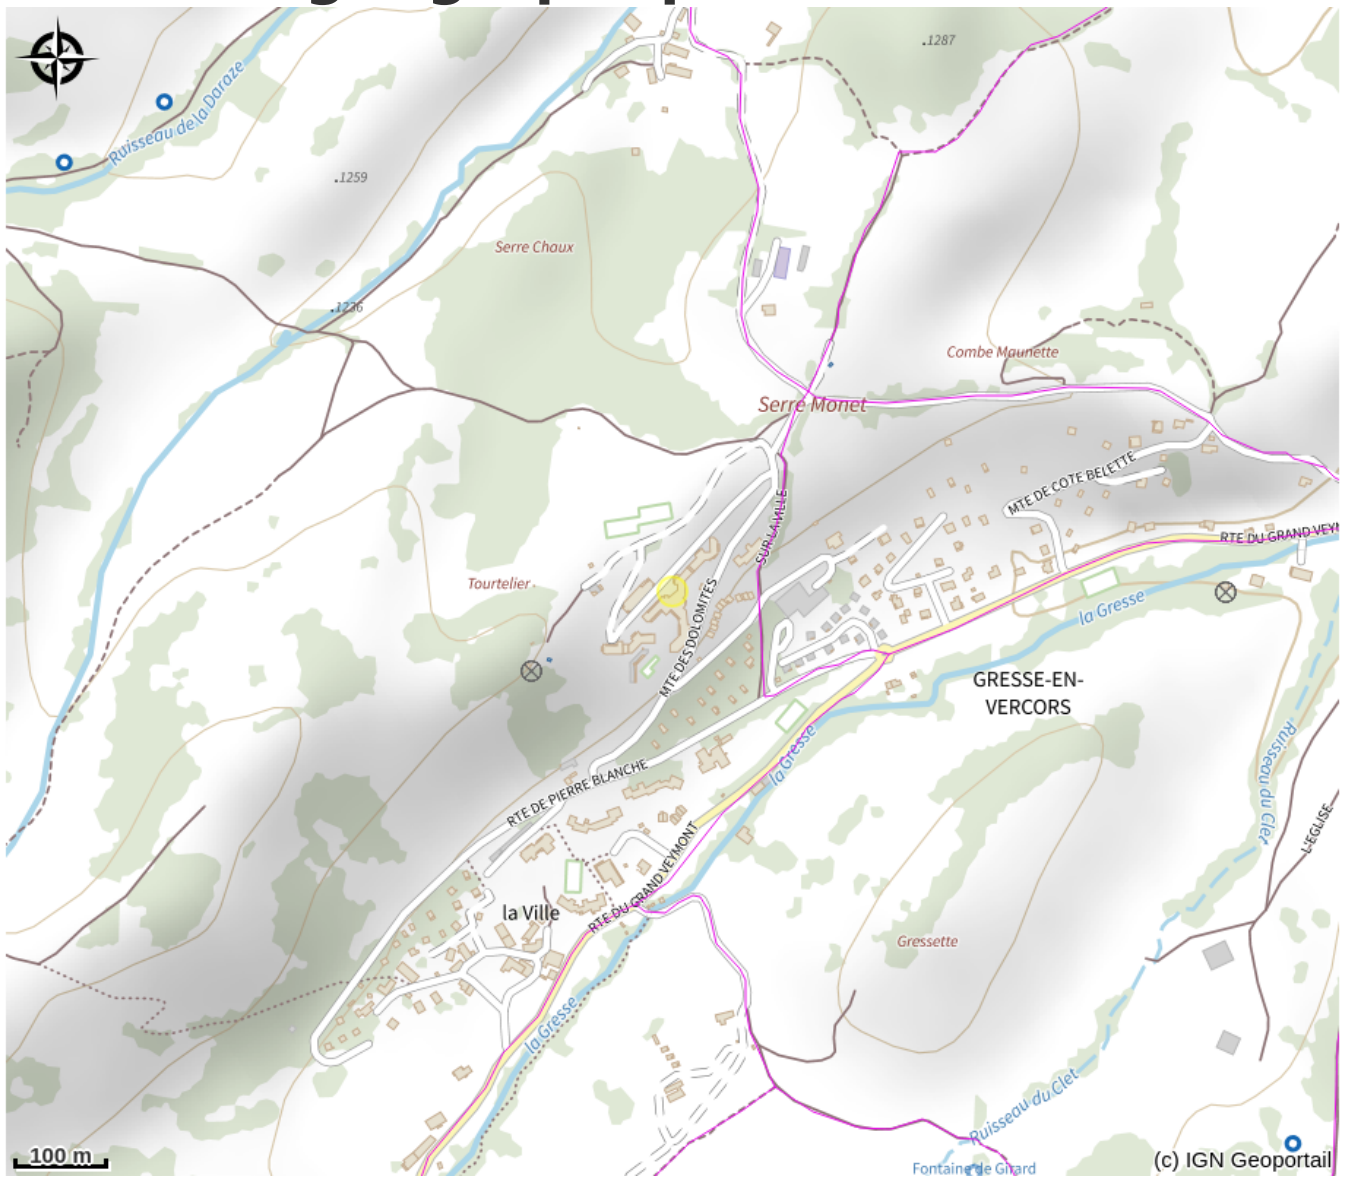 .1287
Ruisseau de la Daraze
.1259
Serre Chaux
.1236
Combe Maunette
Serre Monet
MTE DE COTE BELETTE
SUR LA VILLE
RTE DU GRAND VEYM
Tourtelier
MTE DES DOLOMITES
la Gresse
GRESSE-EN-
VERCORS
la Gresse
Ruisseau du Clet
RTE DE PIERRE BLANCHE
L'EGLISE
RTE DU GRAND VEYMONT
la Ville
Gressette
la Gresse
Ruisseau du Clet
100 m
(c) IGN Geoportail
Fontaine de Girard